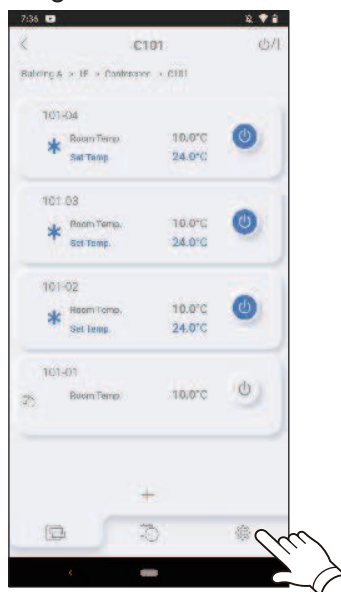 7:36
C101
Building A > 1F > Conference > C101
101-04
Room Temp. 10.0°C
Set Temp. 24.0°C
101-03
Room Temp. 10.0°C
Set Temp. 24.0°C
101-02
Room Temp. 10.0°C
Set Temp. 24.0°C
101-01
Room Temp. 10.0°C